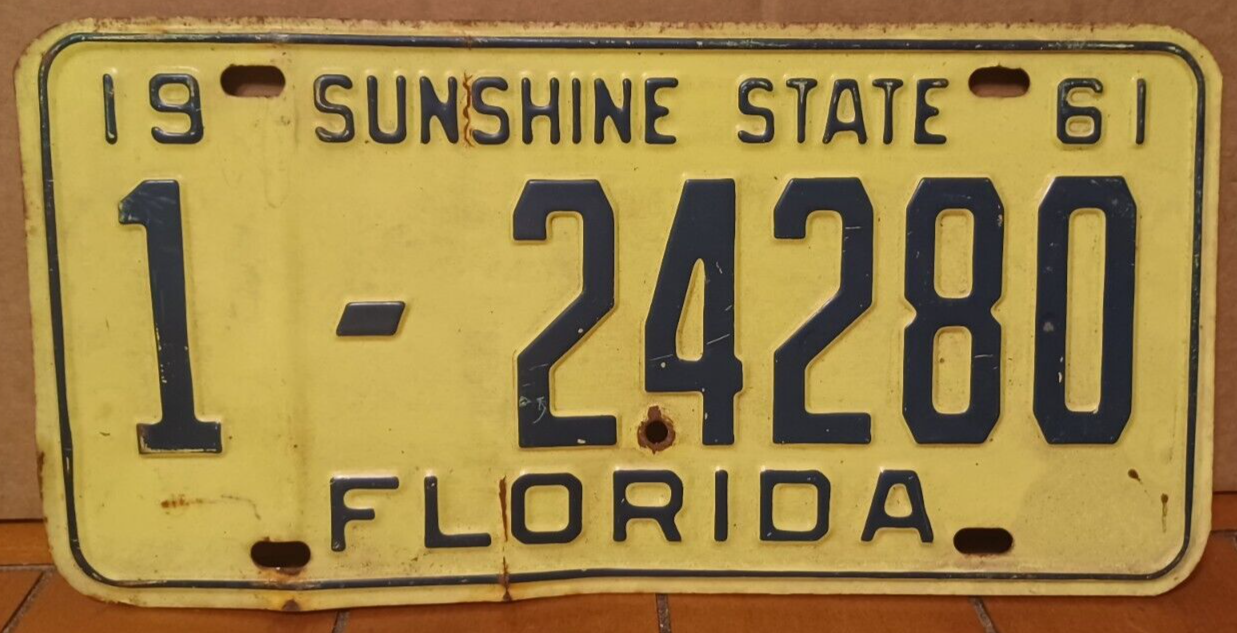 19 SUNSHINE STATE 61
1-24280
FLORIDA